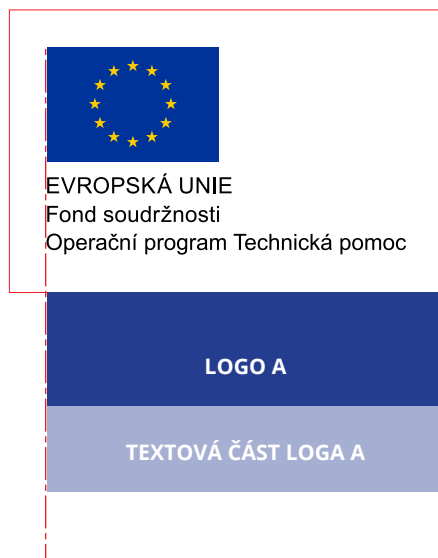 EVROPSKÁ UNIE
Fond soudržnosti
Operační program Technická pomoc
LOGO A
TEXTOVÁ ČÁST LOGA A